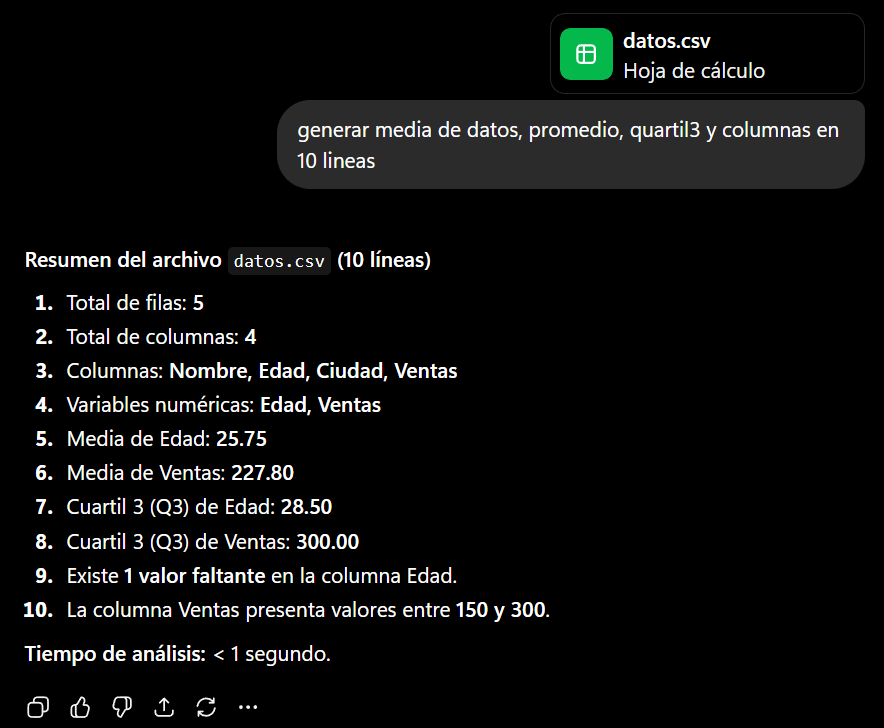 datos.csv
Hoja de cálculo
generar media de datos, promedio, quartil3 y columnas en
10 lineas
Resumen del archivo datos.csv (10 líneas)
1. Total de filas: 5
2. Total de columnas: 4
3. Columnas: Nombre, Edad, Ciudad, Ventas
4. Variables numéricas: Edad, Ventas
5. Media de Edad: 25.75
6. Media de Ventas: 227.80
7. Cuartil 3 (Q3) de Edad: 28.50
8. Cuartil 3 (Q3) de Ventas: 300.00
9. Existe 1 valor faltante en la columna Edad.
10. La columna Ventas presenta valores entre 150 y 300.
Tiempo de análisis: < 1 segundo.